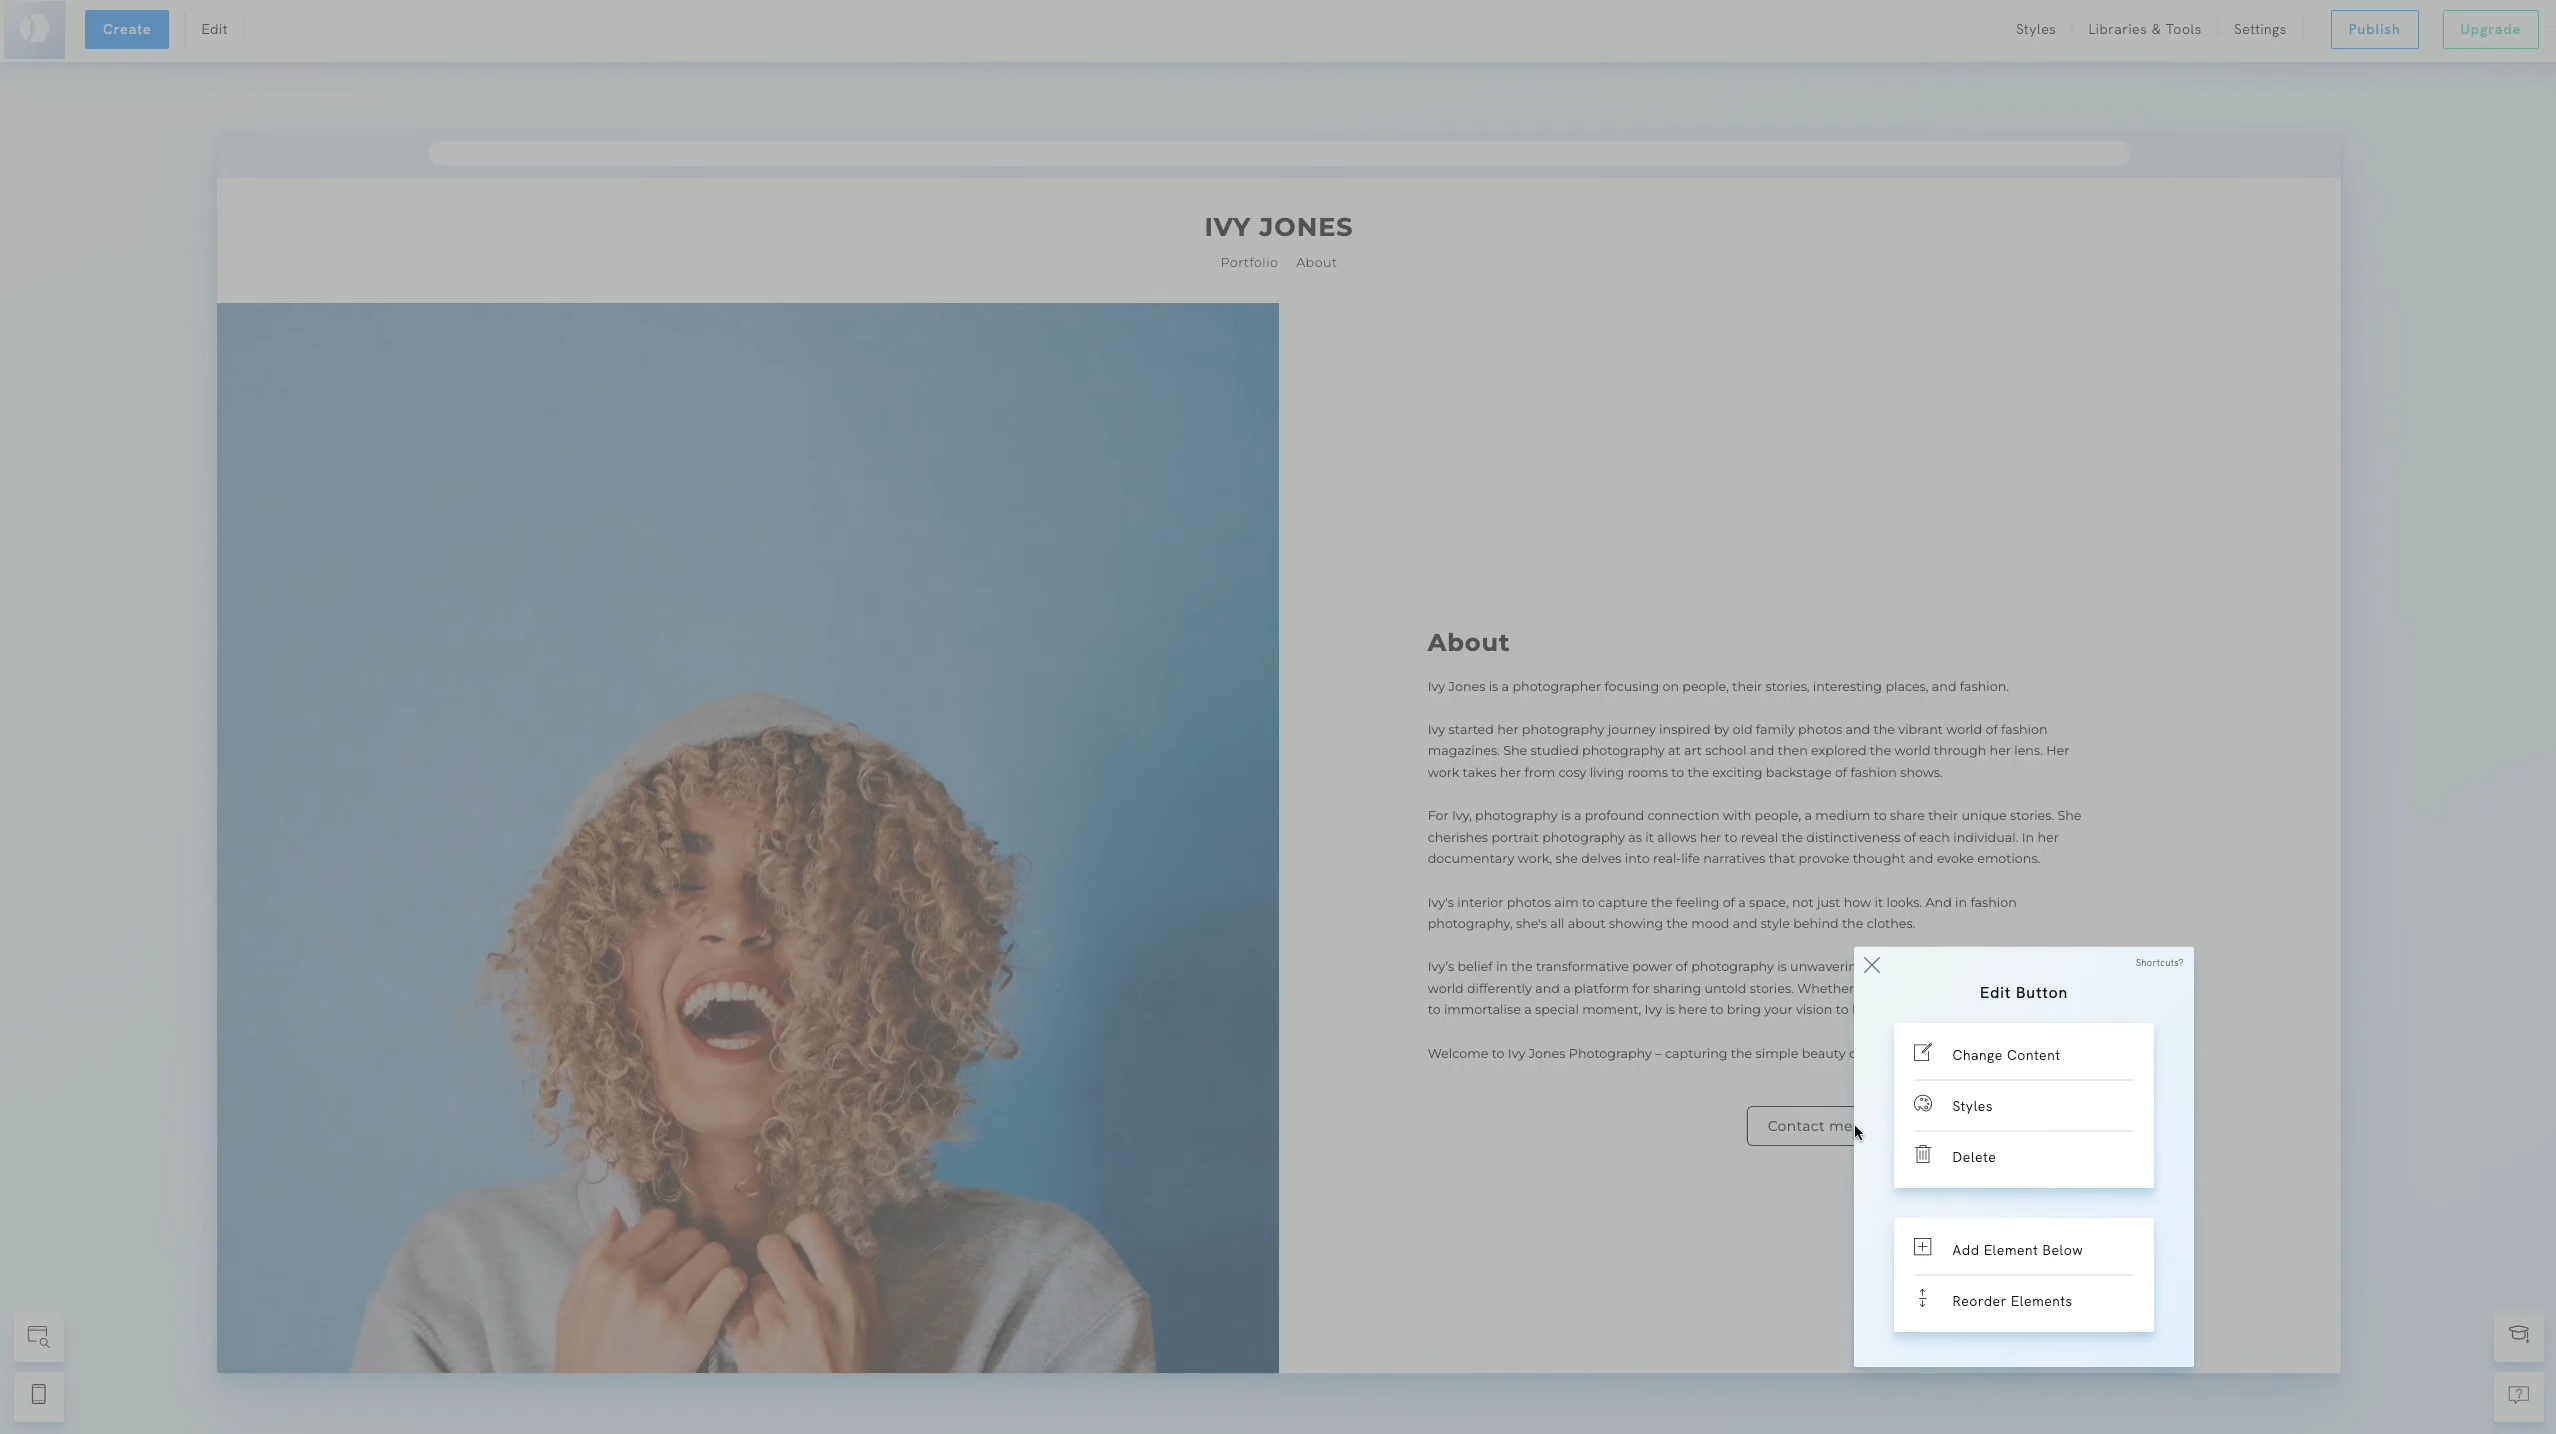 Create
Edit
Styles
Libraries & Tools
Settings
Publish
Upgrade
IVY JONES
Portfolio About
About
Ivy Jones is a photographer focusing on people, their stories, interesting places, and fashion.
Ivy started her photography journey inspired by old family photos and the vibrant world of fashion
magazines. She studied photography at art school and then explored the world through her lens. Her
work takes her from cosy living rooms to the exciting backstage of fashion shows.
For Ivy, photography is a profound connection with people, a medium to share their unique stories. She
cherishes portrait photography as it allows her to reveal the distinctiveness of each individual. In her
documentary work, she delves into real-life narratives that provoke thought and evoke emotions.
Ivy's interior photos aim to capture the feeling of a space, not just how it looks. And in fashion
photography, she's all about showing the mood and style behind the clothes.
Ivy’s belief in the transformative power of photography is
world differently and a platform for sharing untold stories. Whether
to immortalise a special moment, Ivy is here to bring your vision to
Welcome to Ivy Jones Photography – capturing the simple beauty
Contact me
Shortcuts?
Edit Button
Change Content
Styles
Delete
Add Element Below
Reorder Elements